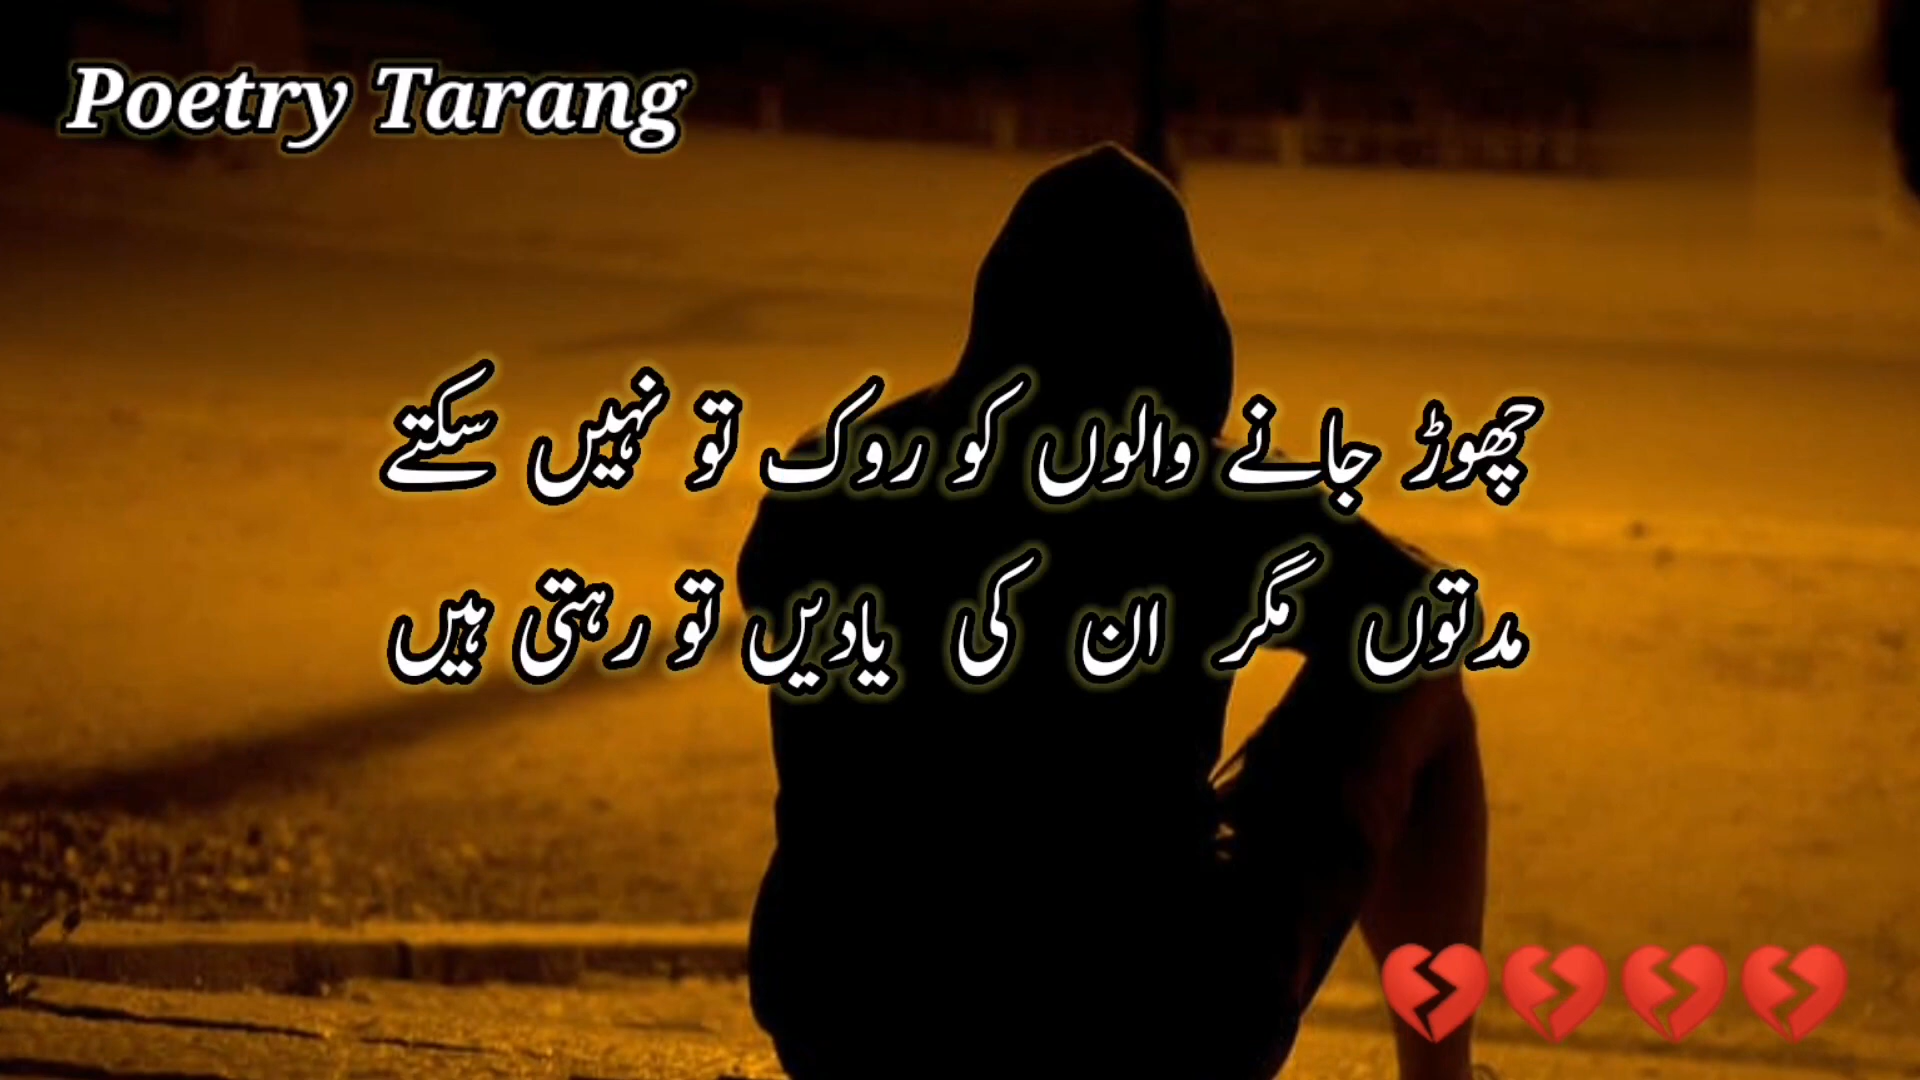 Poetry Tarang
چھوڑ جانے والوں کو روک تو نہیں سکتے
مدتوں مگر ان کی یادیں تو رہتی ہیں
💔💔💔💔